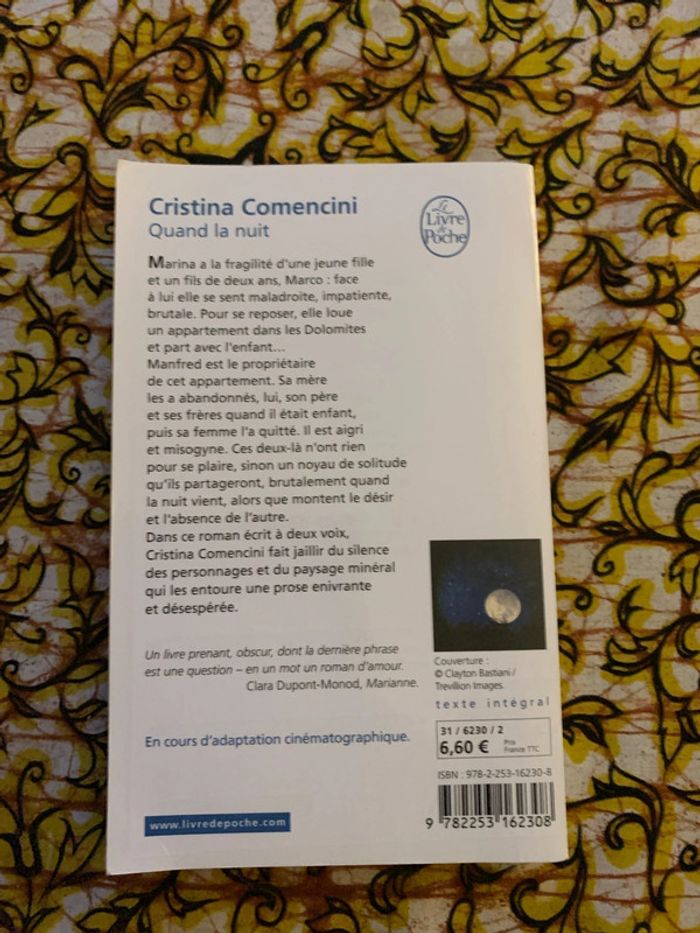 Cristina Comencini
Quand la nuit
Le
Livre
de
Poche
Marina a la fragilité d'une jeune fille
et un fils de deux ans, Marco : face
à lui elle se sent maladroite, impatiente,
brutale. Pour se reposer, elle loue
un appartement dans les Dolomites
et part avec l'enfant...
Manfred est le propriétaire
de cet appartement. Sa mère
les a abandonnés, lui, son père
et ses frères quand il était enfant,
puis sa femme l'a quitté. Il est aigri
et misogyne. Ces deux-là n'ont rien
pour se plaire, sinon un noyau de solitude
qu'ils partageront, brutalement quand
la nuit vient, alors que montent le désir
et l'absence de l'autre.
Dans ce roman écrit à deux voix,
Cristina Comencini fait jaillir du silence
des personnages et du paysage minéral
qui les entoure une prose enivrante
et désespérée.
Un livre prenant, obscur, dont la dernière phrase
est une question – en un mot un roman d'amour.
Clara Dupont-Monod, Marianne.
En cours d'adaptation cinématographique.
www.livredepoche.com
Couverture :
© Clayton Bastiani /
Trevillion Images.
texte intégral
31 / 6230 / 2
6,60 € Prix
France TTC
ISBN : 978-2-253-16230-8
9 782253 162308